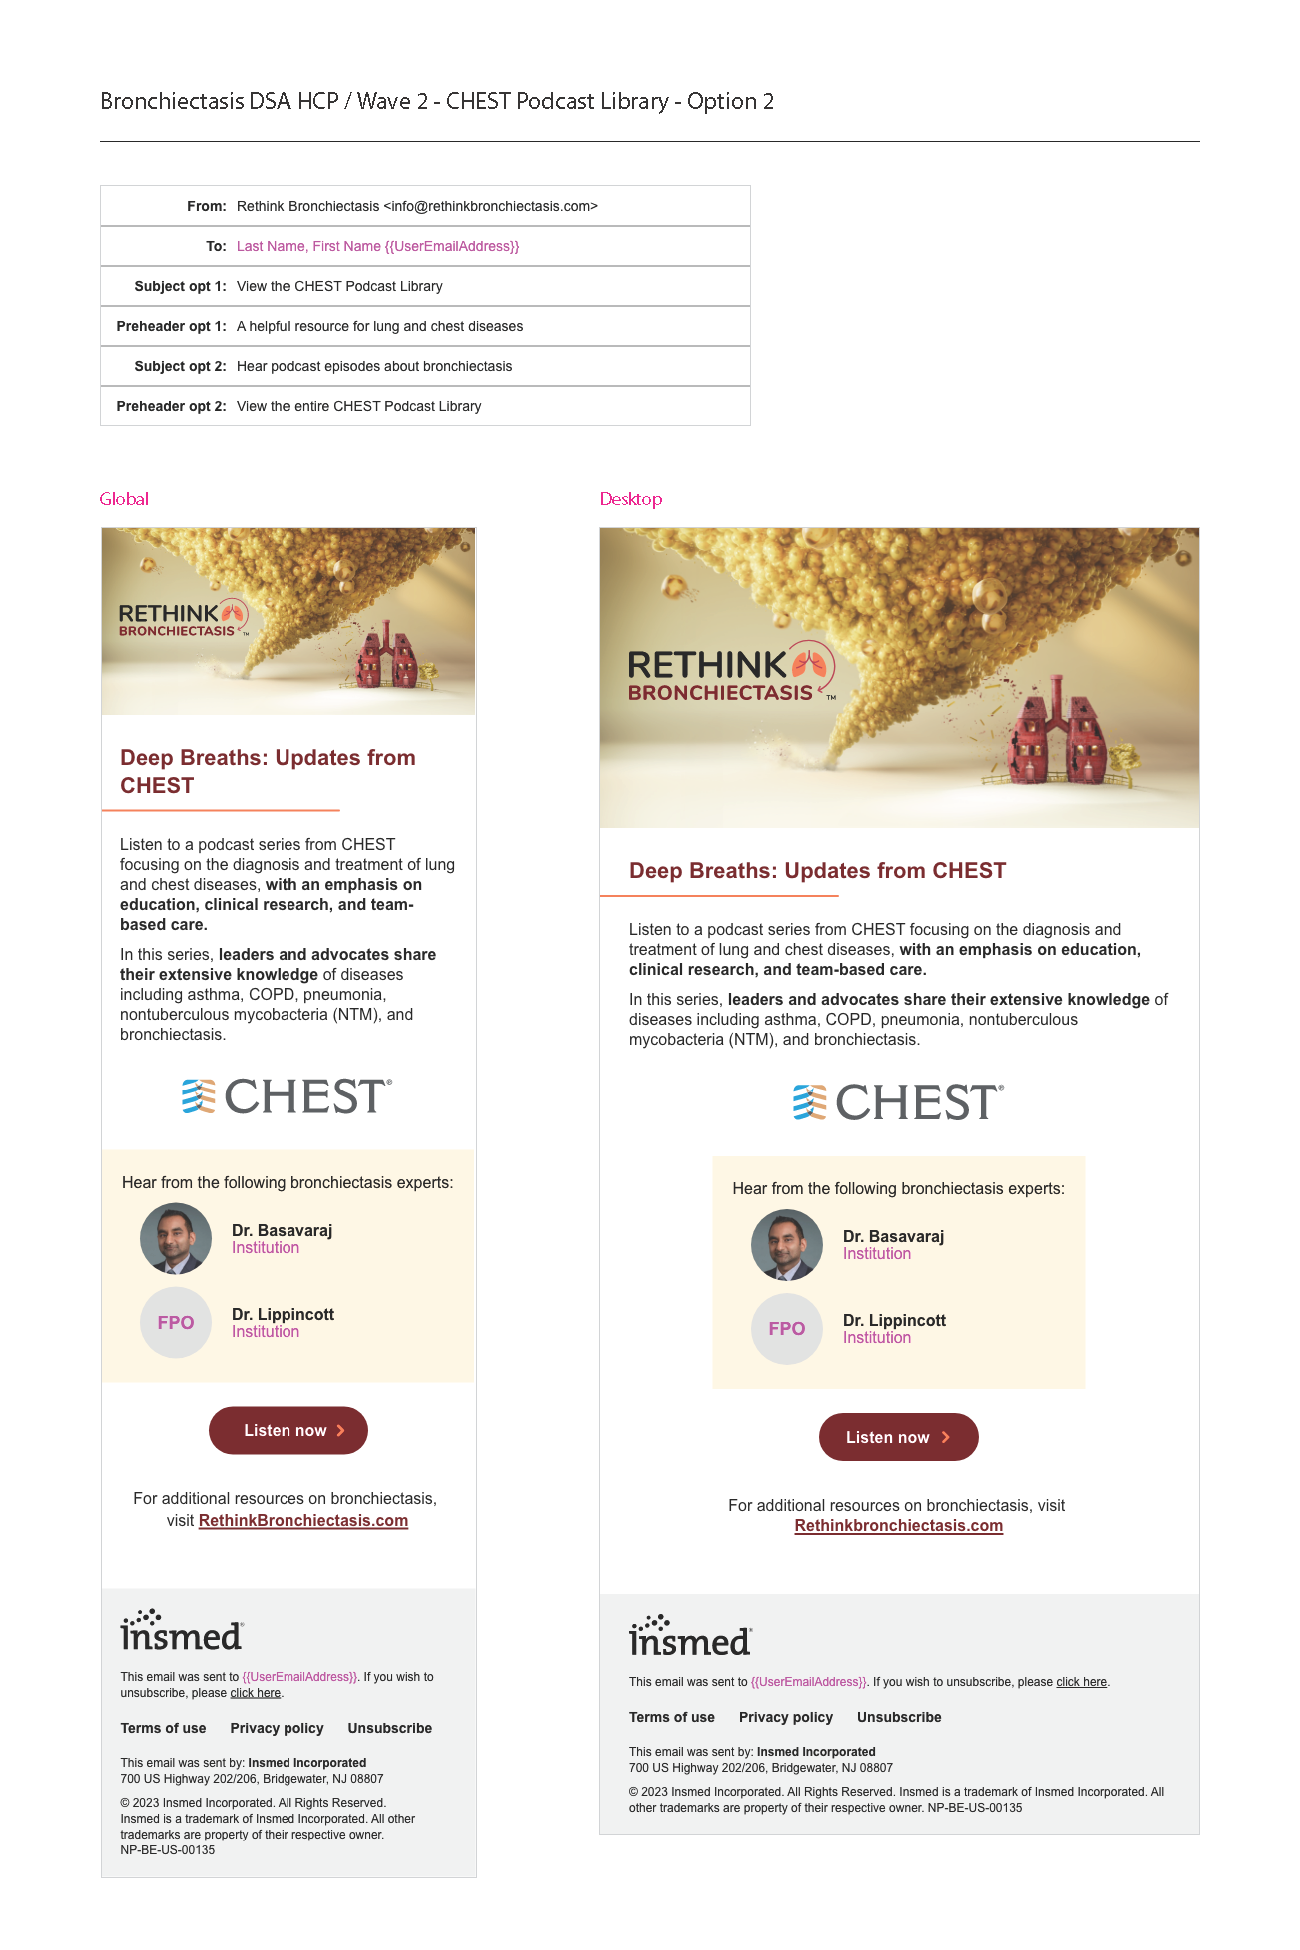 Bronchiectasis DSA HCP / Wave 2 - CHEST Podcast Library - Option 2
From: Rethink Bronchiectasis <info@rethinkbronchiectasis.com>
To: Last Name, First Name {{UserEmailAddress}}
Subject opt 1: View the CHEST Podcast Library
Preheader opt 1: A helpful resource for lung and chest diseases
Subject opt 2: Hear podcast episodes about bronchiectasis
Preheader opt 2: View the entire CHEST Podcast Library
Global
RETHINK
BRONCHIECTASIS ™
Deep Breaths: Updates from
CHEST
Listen to a podcast series from CHEST
focusing on the diagnosis and treatment of lung
and chest diseases, with an emphasis on
education, clinical research, and team-
based care.
In this series, leaders and advocates share
their extensive knowledge of diseases
including asthma, COPD, pneumonia,
nontuberculous mycobacteria (NTM), and
bronchiectasis.
CHEST®
Hear from the following bronchiectasis experts:
Dr. Basavaraj
Institution
FPO
Dr. Lippincott
Institution
Listen now
For additional resources on bronchiectasis,
visit RethinkBronchiectasis.com
insmed®
This email was sent to {{UserEmailAddress}}. If you wish to
unsubscribe, please click here.
Terms of use Privacy policy Unsubscribe
This email was sent by: Insmed Incorporated
700 US Highway 202/206, Bridgewater, NJ 08807
© 2023 Insmed Incorporated. All Rights Reserved.
Insmed is a trademark of Insmed Incorporated. All other
trademarks are property of their respective owner.
NP-BE-US-00135
Desktop
RETHINK
BRONCHIECTASIS ™
Deep Breaths: Updates from CHEST
Listen to a podcast series from CHEST focusing on the diagnosis and
treatment of lung and chest diseases, with an emphasis on education,
clinical research, and team-based care.
In this series, leaders and advocates share their extensive knowledge of
diseases including asthma, COPD, pneumonia, nontuberculous
mycobacteria (NTM), and bronchiectasis.
CHEST®
Hear from the following bronchiectasis experts:
Dr. Basavaraj
Institution
FPO
Dr. Lippincott
Institution
Listen now
For additional resources on bronchiectasis, visit
Rethinkbronchiectasis.com
insmed®
This email was sent to {{UserEmailAddress}}. If you wish to unsubscribe, please click here.
Terms of use Privacy policy Unsubscribe
This email was sent by: Insmed Incorporated
700 US Highway 202/206, Bridgewater, NJ 08807
© 2023 Insmed Incorporated. All Rights Reserved. Insmed is a trademark of Insmed Incorporated. All
other trademarks are property of their respective owner. NP-BE-US-00135